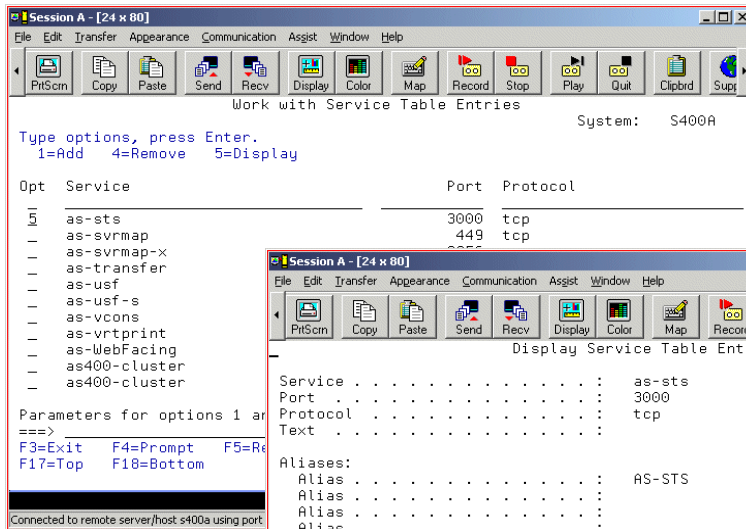 Session A - [24 x 80]
File Edit Transfer Appearance Communication Assist Window Help
PrtScrn Copy Paste Send Recv Display Color Map Record Stop Play Quit Clipbrd
Work with Service Table Entries
System: S400A
Type options, press Enter.
1=Add 4=Remove 5=Display
Opt Service Port Protocol
5 as-sts 3000 tcp
_ as-svrmap 449 tcp
_ as-svrmap-x
_ as-transfer
_ as-usf
_ as-usf-s
_ as-vcons
_ as-vrtprint
_ as-WebFacing
_ as400-cluster
_ as400-cluster
Parameters for options 1
===>
F3=Exit F4=Prompt
F17=Top F18=Bottom
Connected to remote server/host s400a using port
Session A - [24 x 80]
File Edit Transfer Appearance Communication Assist Window Help
PrtScrn Copy Paste Send Recv Display Color Map
Display Service Table
Service . . . . . . . . . . . . . . : as-sts
Port . . . . . . . . . . . . . . . : 3000
Protocol . . . . . . . . . . . . . : tcp
Text . . . . . . . . . . . . . . . :
Aliases:
Alias . . . . . . . . . . . . . . : AS-STS
Alias . . . . . . . . . . . . . . :
Alias . . . . . . . . . . . . . . :
Alias